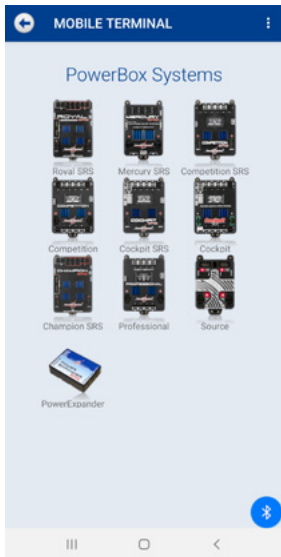 MOBILE TERMINAL
PowerBox Systems
Royal SRS Mercury SRS Competition SRS
Competition Cockpit SRS Cockpit
Champion SRS Professional Source
PowerExpander